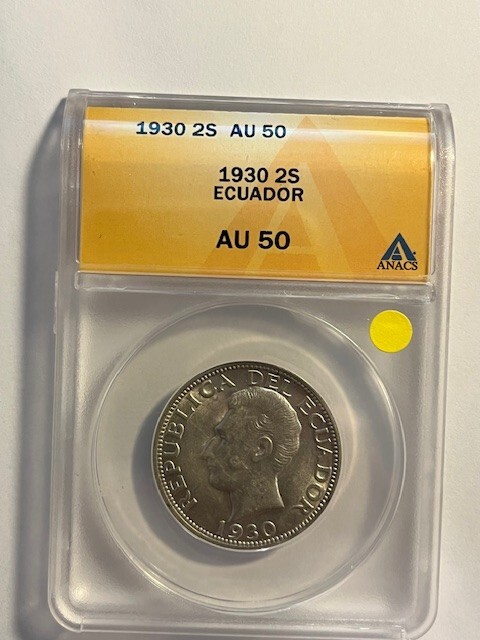 1930 2S AU 50
1930 2S
ECUADOR
AU 50
ANACS
REPUBLICA DEL ECUADOR
1930